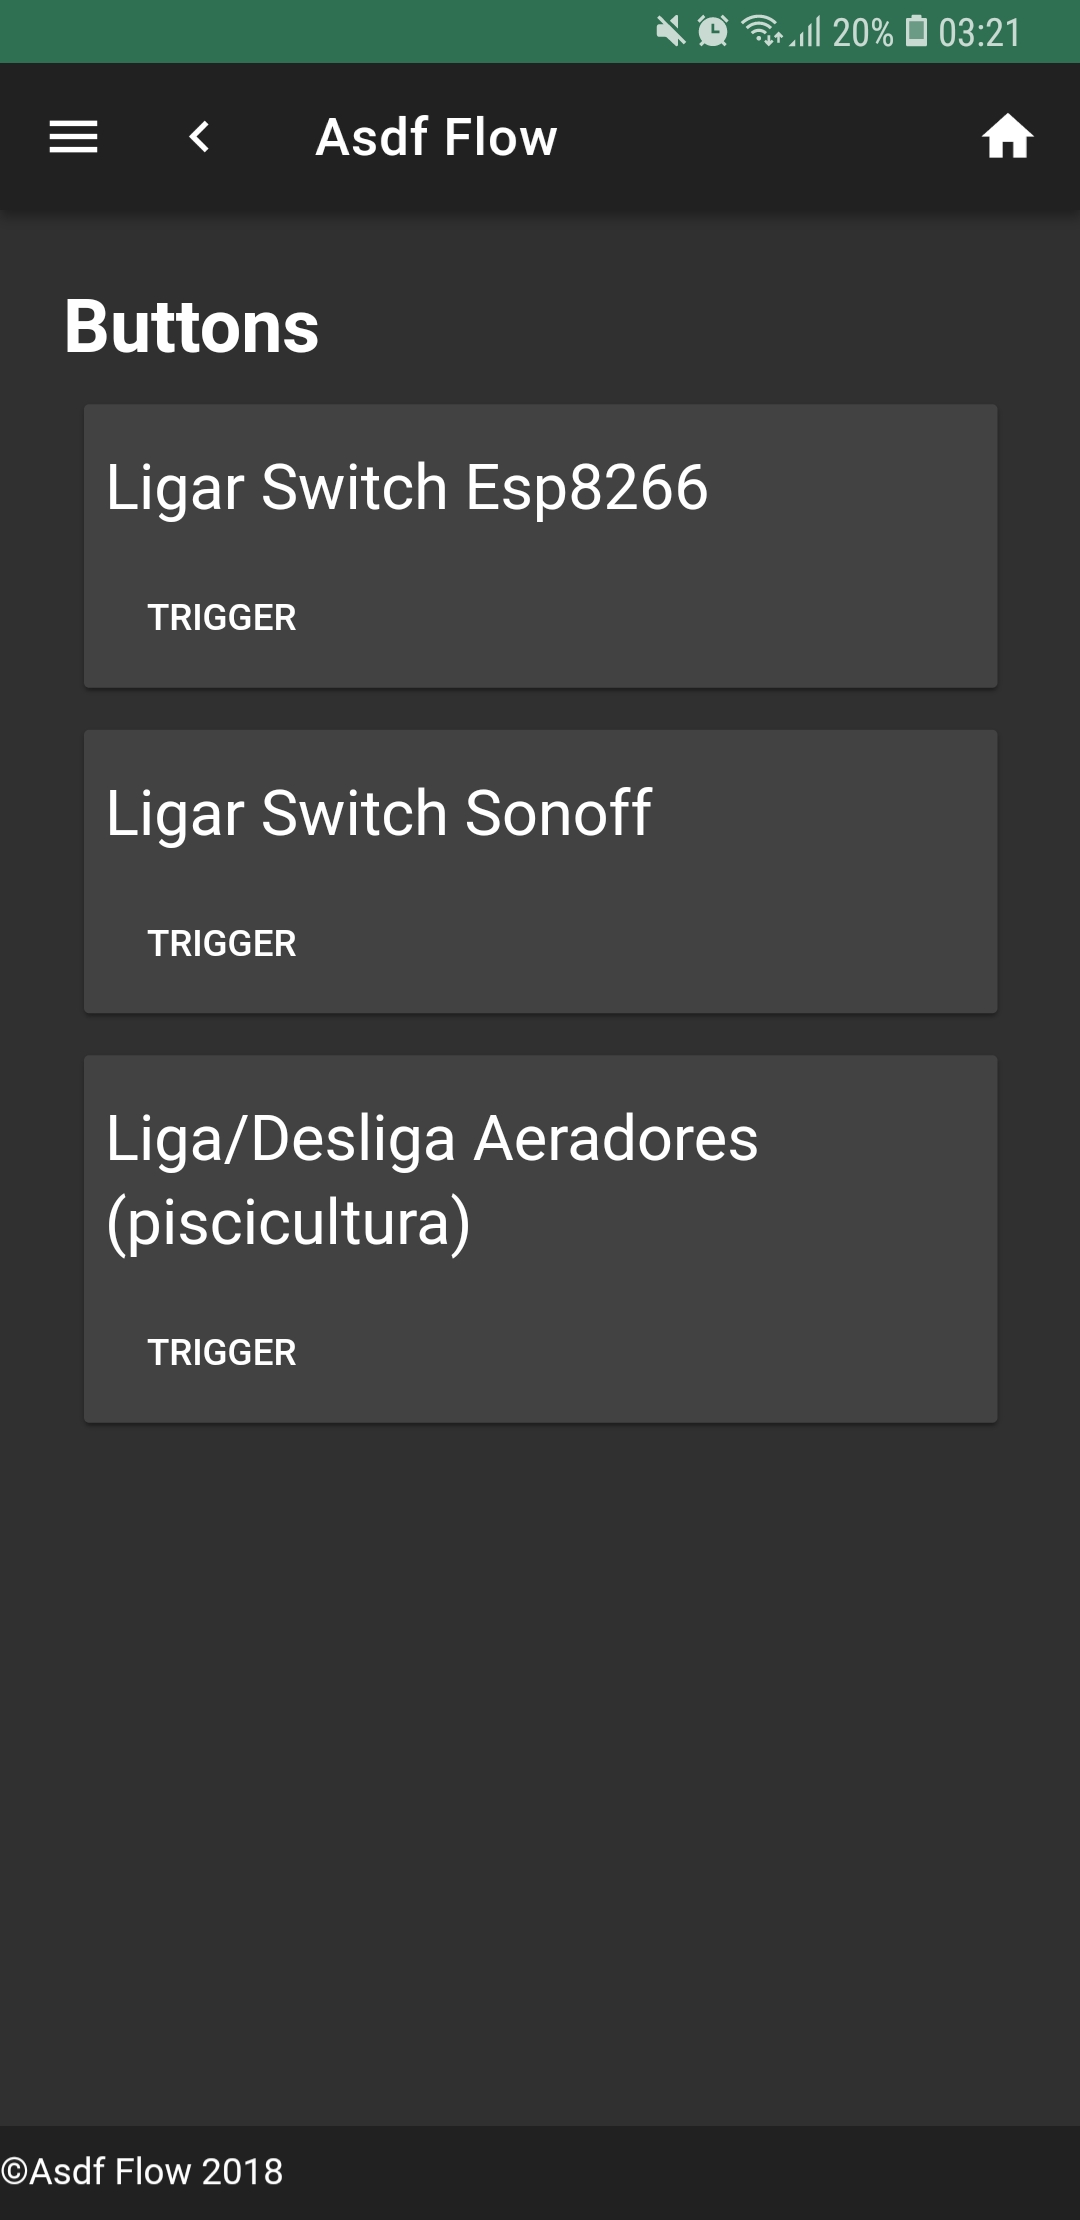 20% 03:21
Asdf Flow
Buttons
Ligar Switch Esp8266
TRIGGER
Ligar Switch Sonoff
TRIGGER
Liga/Desliga Aeradores
(piscicultura)
TRIGGER
©Asdf Flow 2018